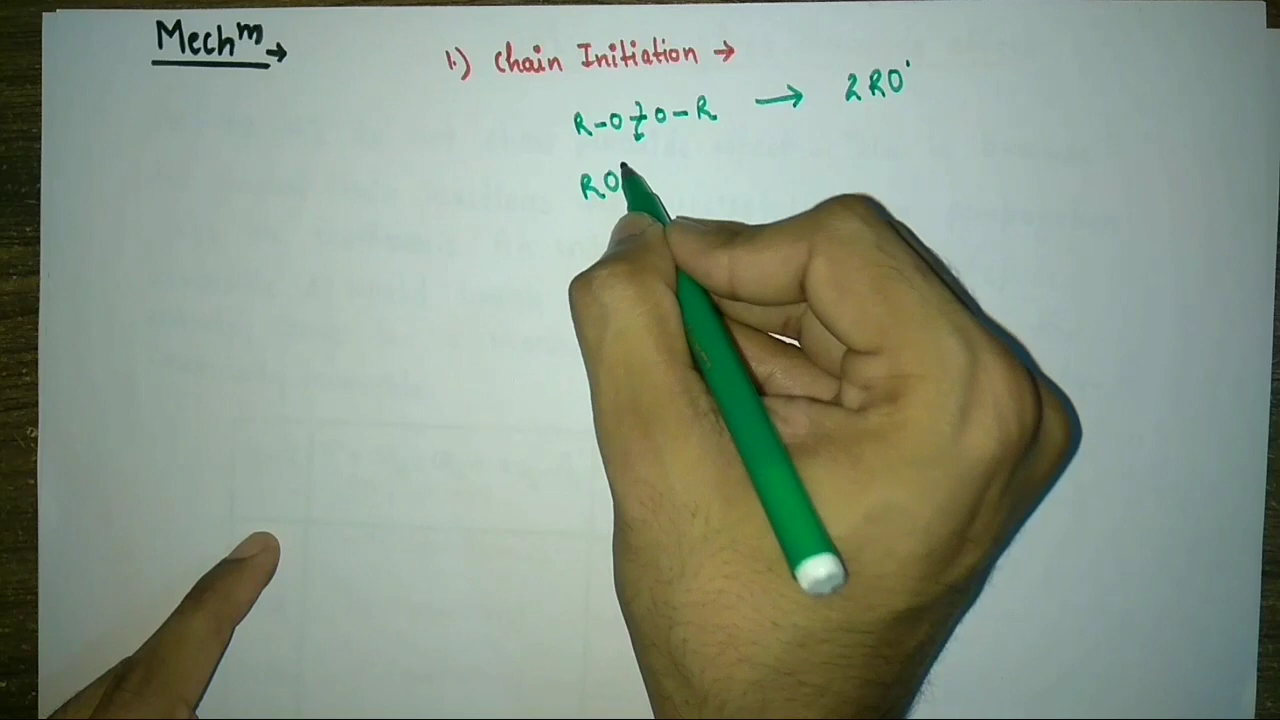 Mechᵐ →
1.) Chain Initiation →
R-O-O-R → 2RO˙
RO